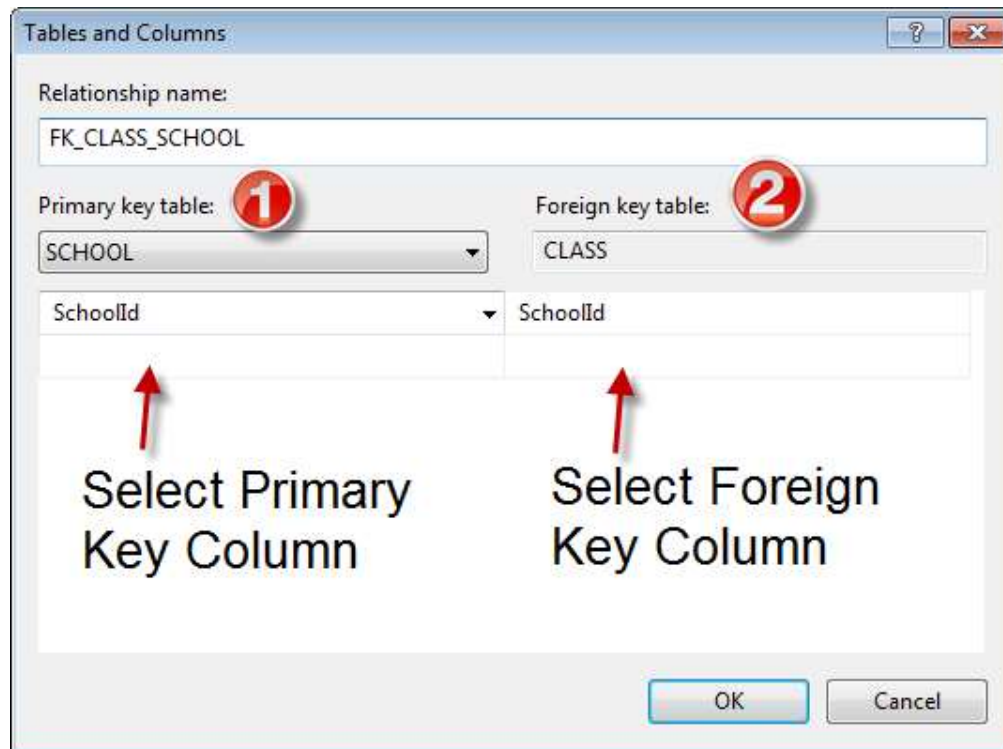 Tables and Columns
Relationship name:
FK_CLASS_SCHOOL
Primary key table: 1 Foreign key table: 2
SCHOOL CLASS
SchoolId SchoolId
Select Primary
Key Column
Select Foreign
Key Column
OK Cancel